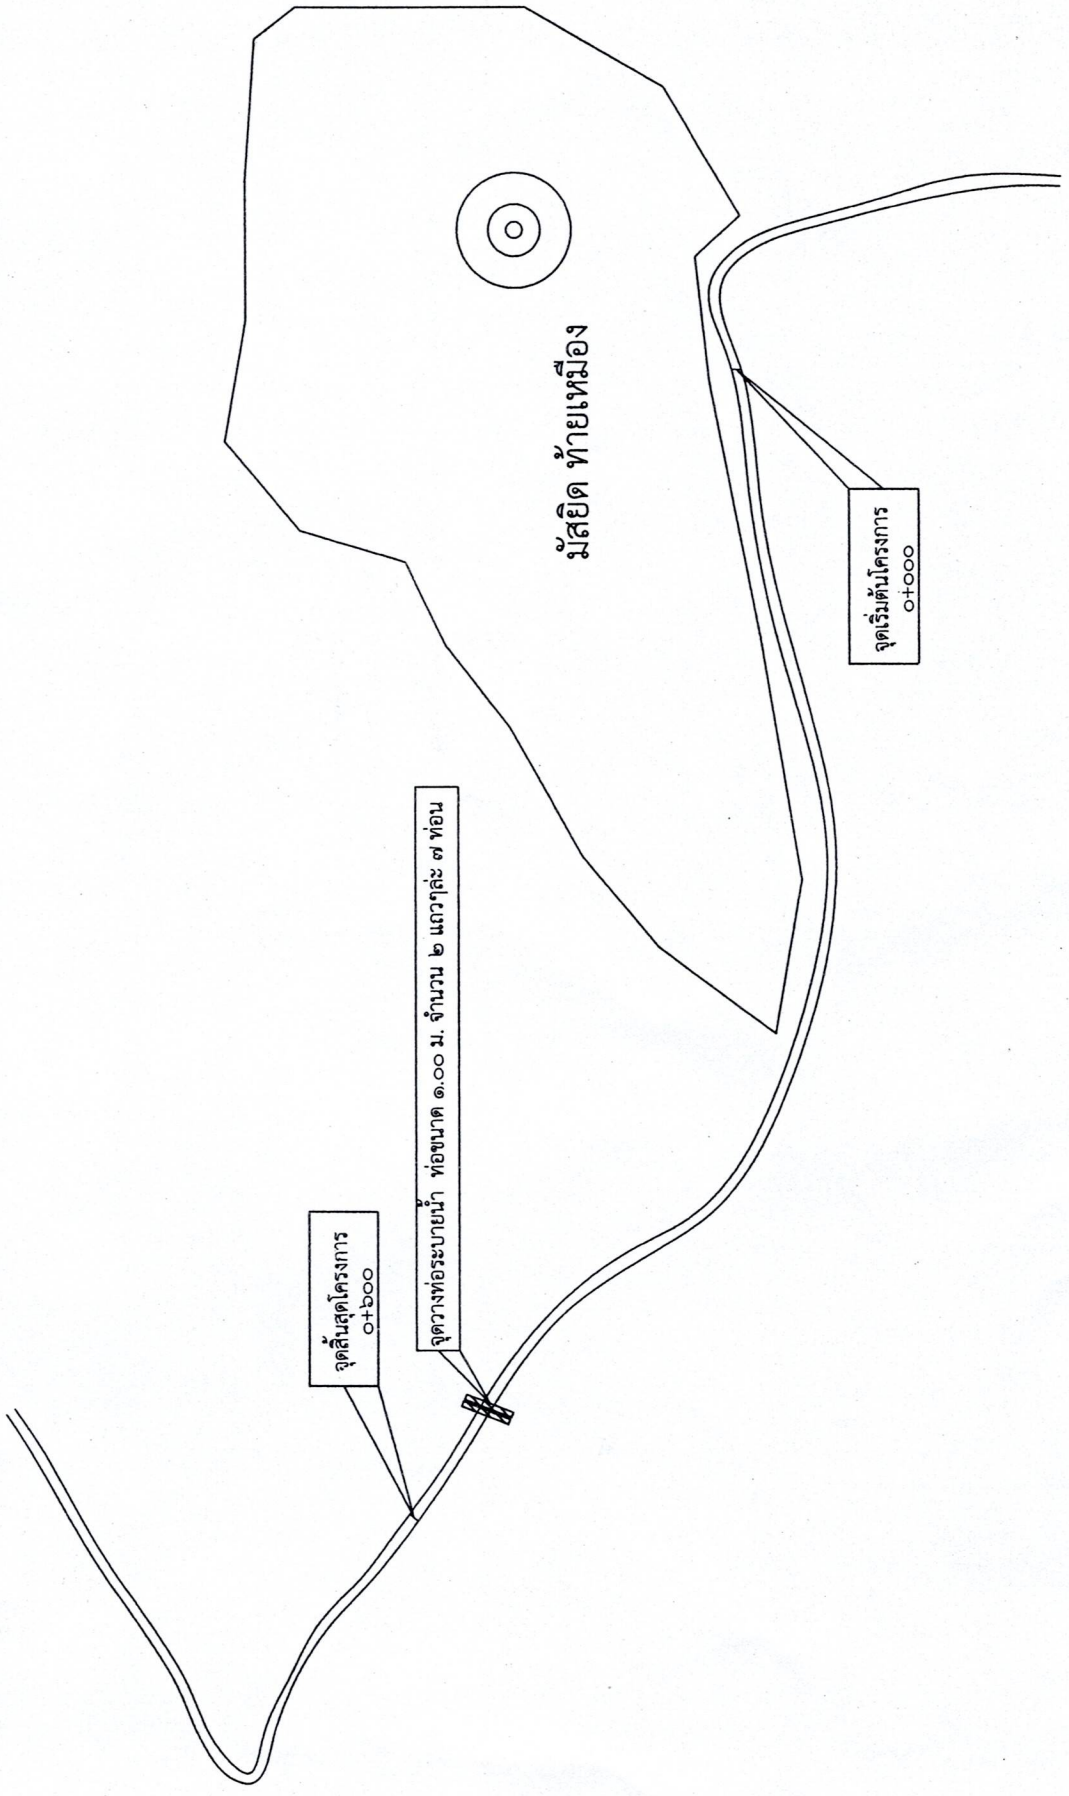 จุดสิ้นสุดโครงการ
๐+๖๐๐
จุดวางท่อระบายน้ำ ท่อขนาด ๑.๐๐ ม. จำนวน ๒ แถวๆละ ๗ ท่อน
มัสยิด ท้ายเหมือง
จุดเริ่มต้นโครงการ
๐+๐๐๐